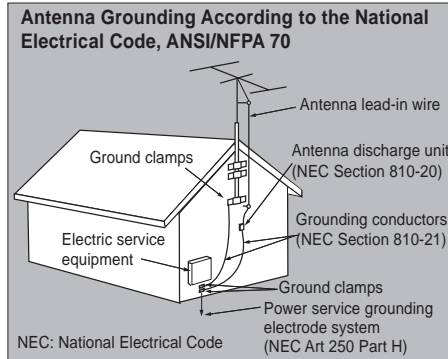 Antenna Grounding According to the National
Electrical Code, ANSI/NFPA 70
Antenna lead-in wire
Ground clamps
Antenna discharge unit
(NEC Section 810-20)
Grounding conductors
(NEC Section 810-21)
Electric service
equipment
Ground clamps
Power service grounding
electrode system
(NEC Art 250 Part H)
NEC: National Electrical Code